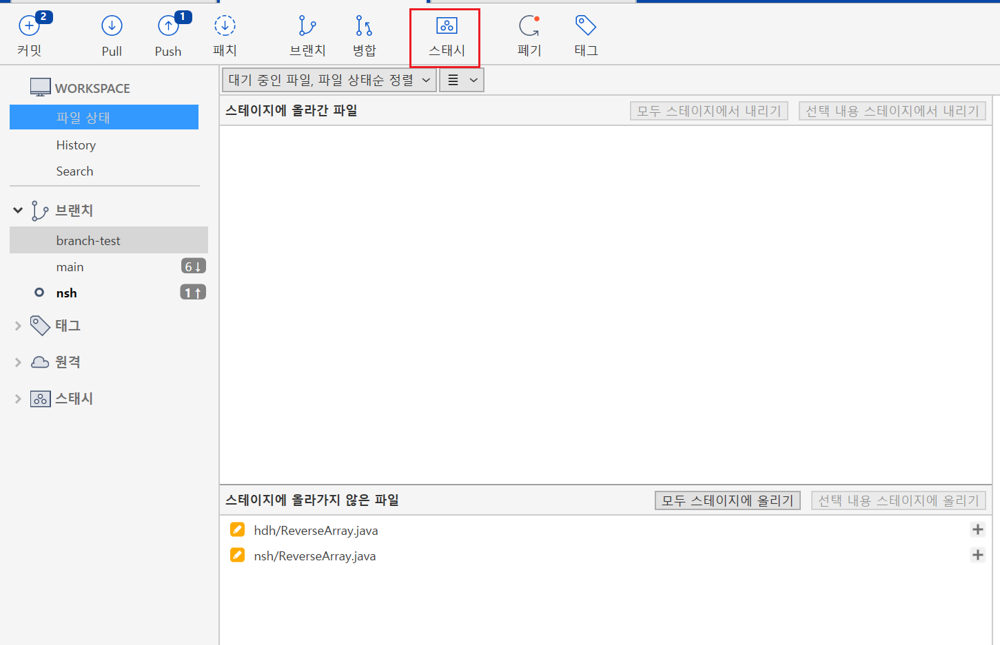 2
1
커밋
Pull
Push
패치
브랜치
병합
스태시
폐기
태그
WORKSPACE
파일 상태
History
Search
브랜치
branch-test
main 6↓
nsh 1↑
태그
원격
스태시
대기 중인 파일, 파일 상태순 정렬
스테이지에 올라간 파일
모두 스테이지에서 내리기
선택 내용 스테이지에서 내리기
스테이지에 올라가지 않은 파일
모두 스테이지에 올리기
선택 내용 스테이지에 올리기
hdh/ReverseArray.java
nsh/ReverseArray.java